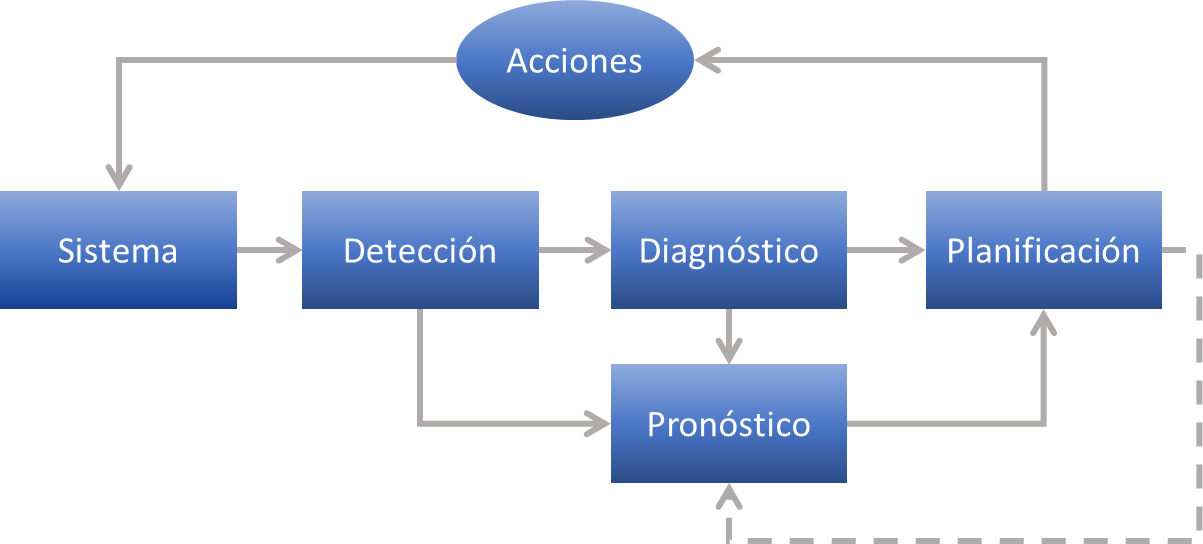 Acciones
Sistema
Detección
Diagnóstico
Planificación
Pronóstico